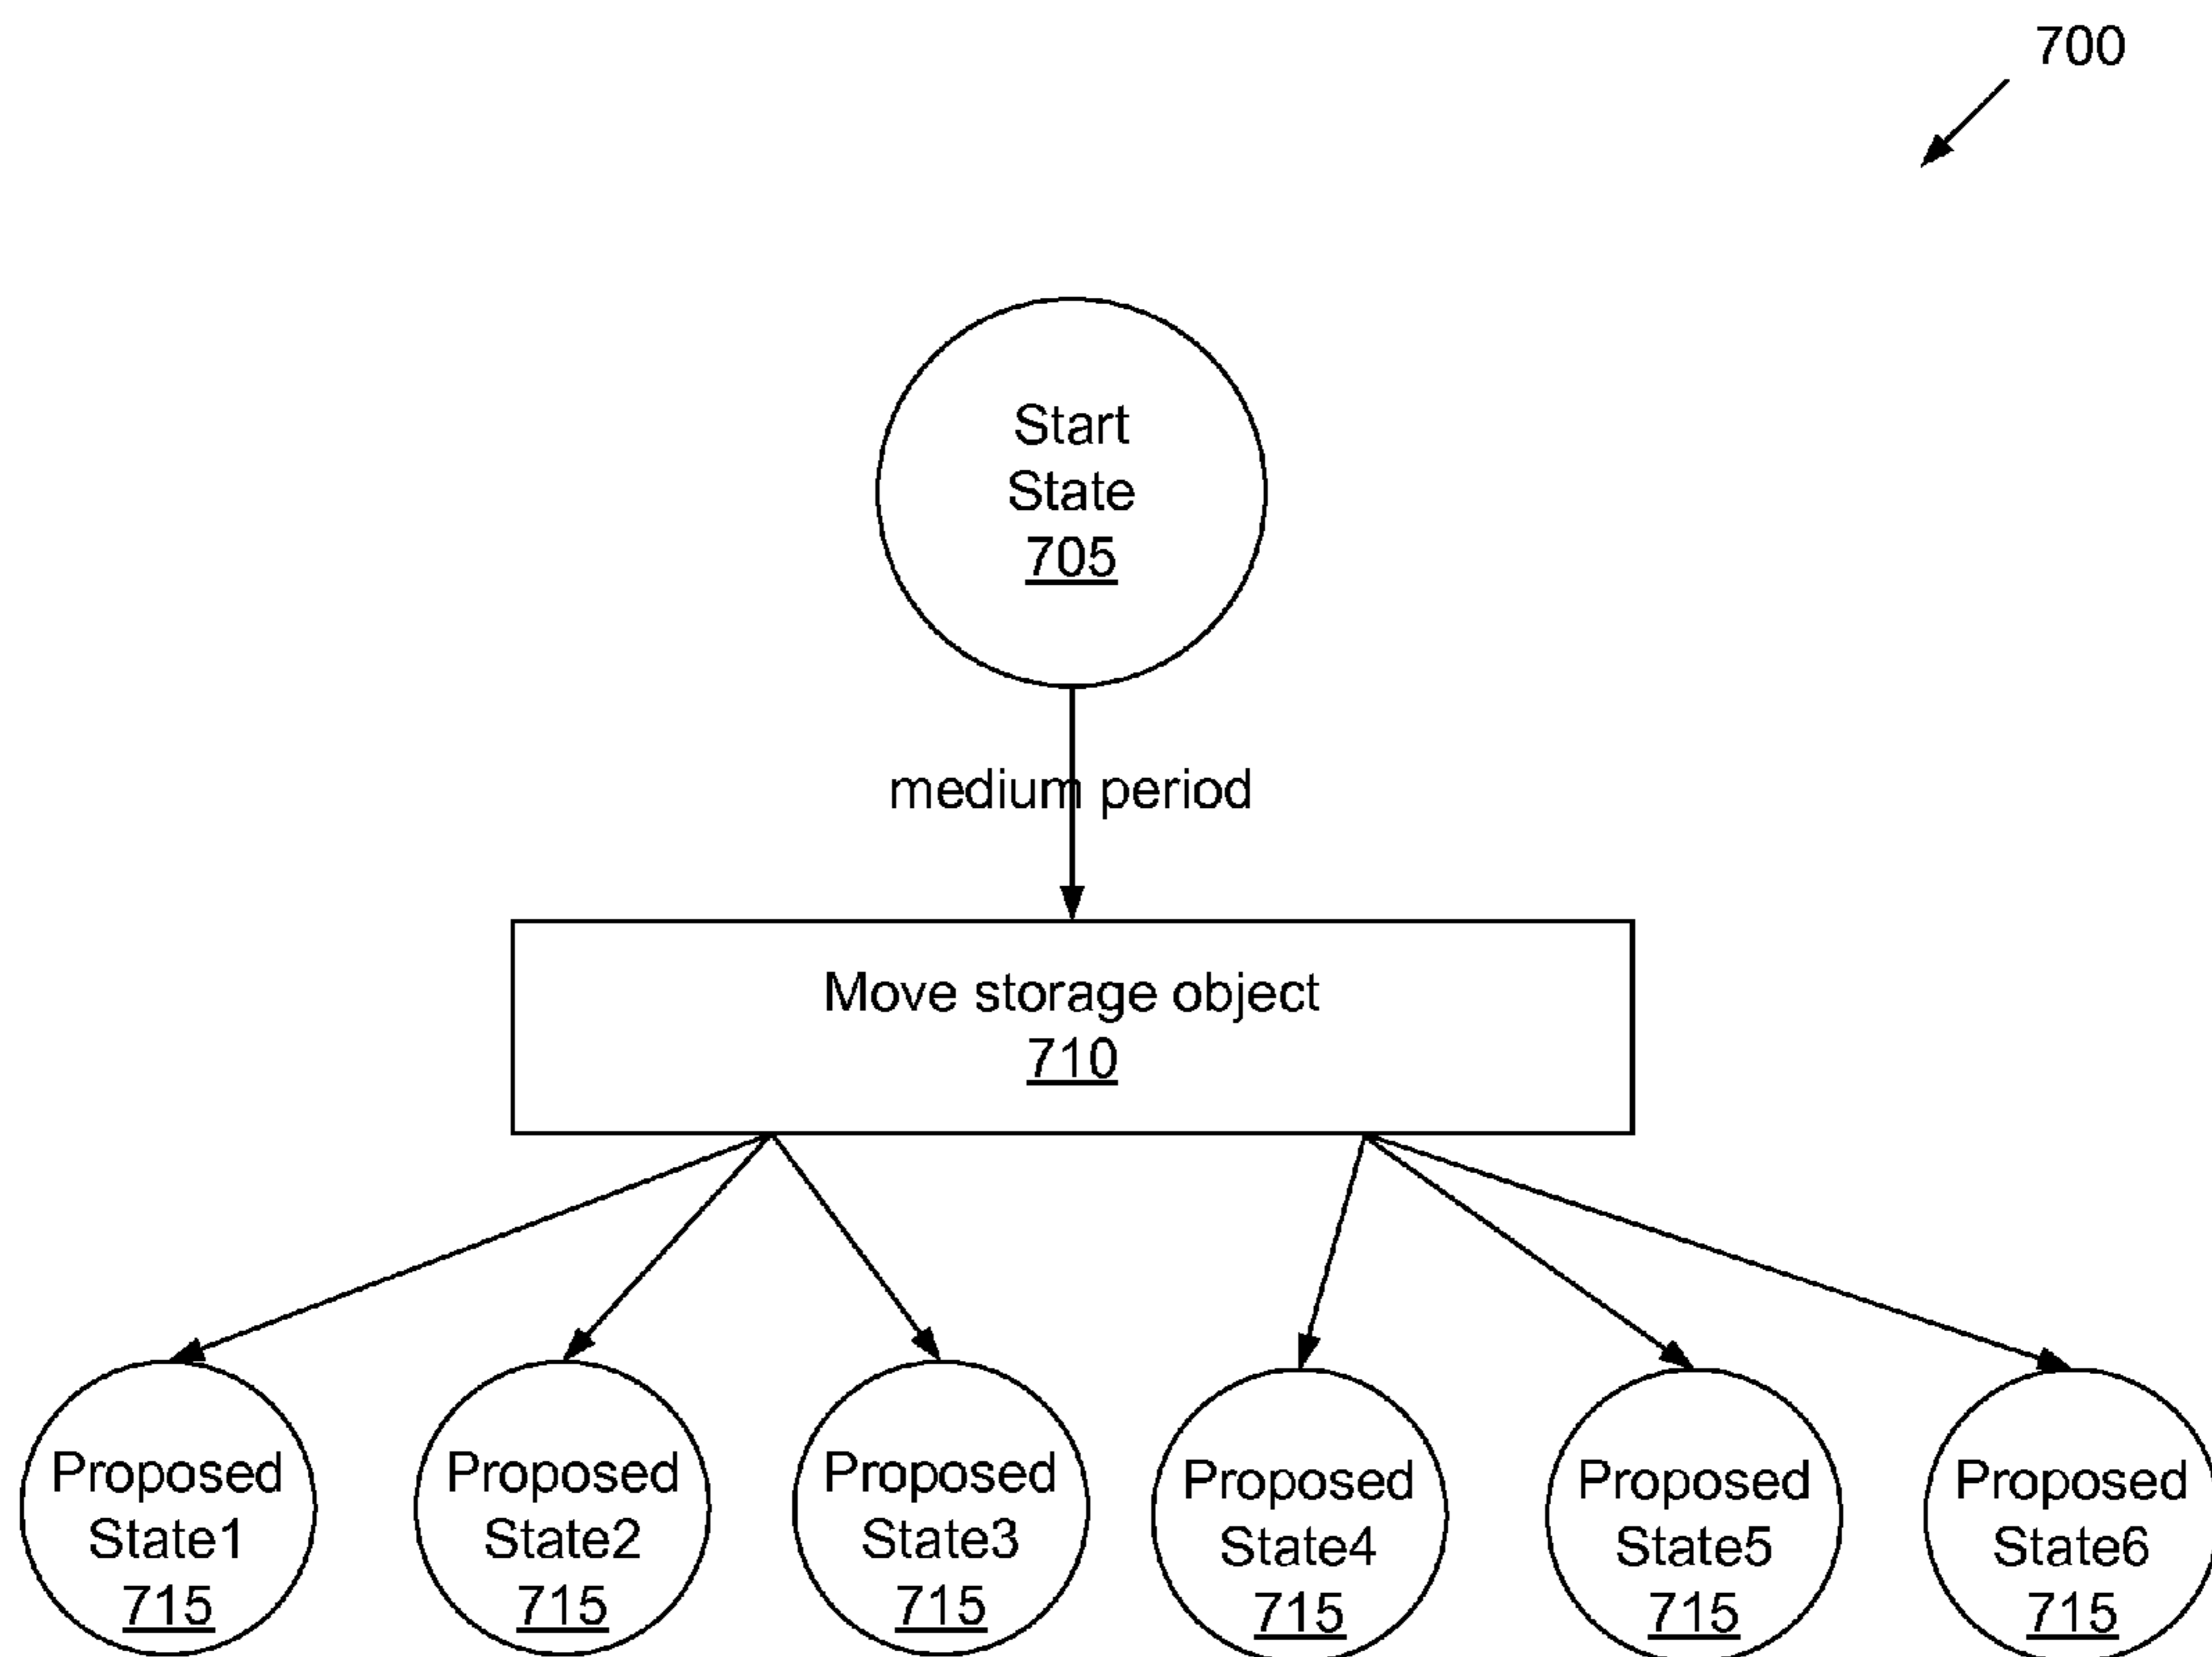 700
Start
State
705
medium period
Move storage object
710
Proposed
State1
715
Proposed
State2
715
Proposed
State3
715
Proposed
State4
715
Proposed
State5
715
Proposed
State6
715